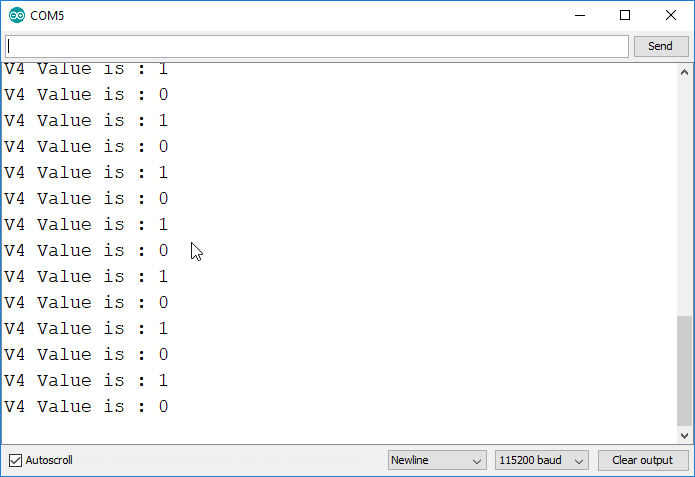 COM5
Send
V4 Value is : 1
V4 Value is : 0
V4 Value is : 1
V4 Value is : 0
V4 Value is : 1
V4 Value is : 0
V4 Value is : 1
V4 Value is : 0
V4 Value is : 1
V4 Value is : 0
V4 Value is : 1
V4 Value is : 0
V4 Value is : 1
V4 Value is : 0
Autoscroll
Newline
115200 baud
Clear output